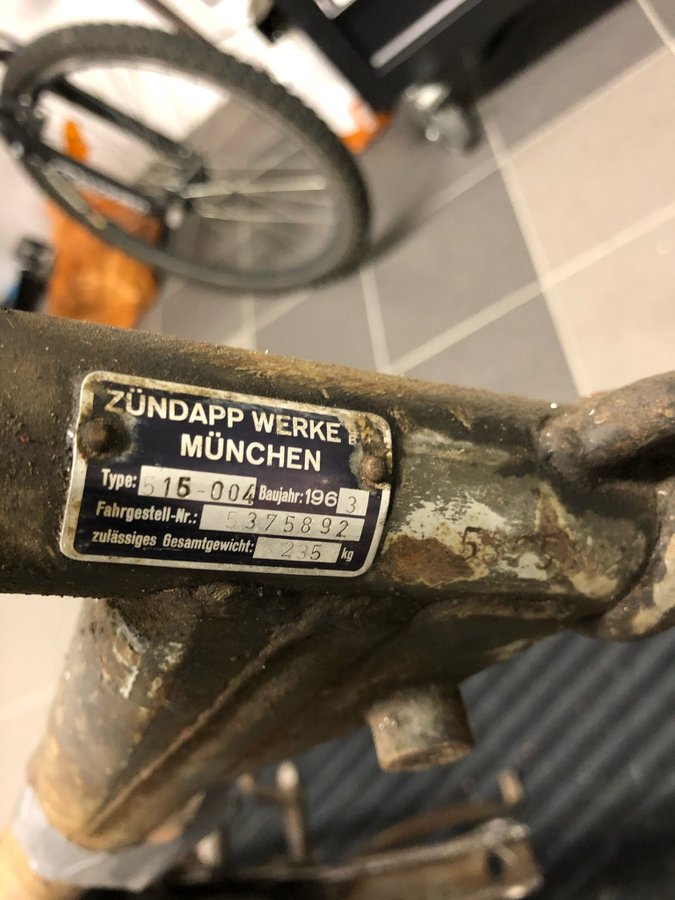 ZÜNDAPP WERKE
MÜNCHEN
Type: 515-004 Baujahr: 1963
Fahrgestell-Nr.: 5375892
zulässiges Gesamtgewicht: 235 kg